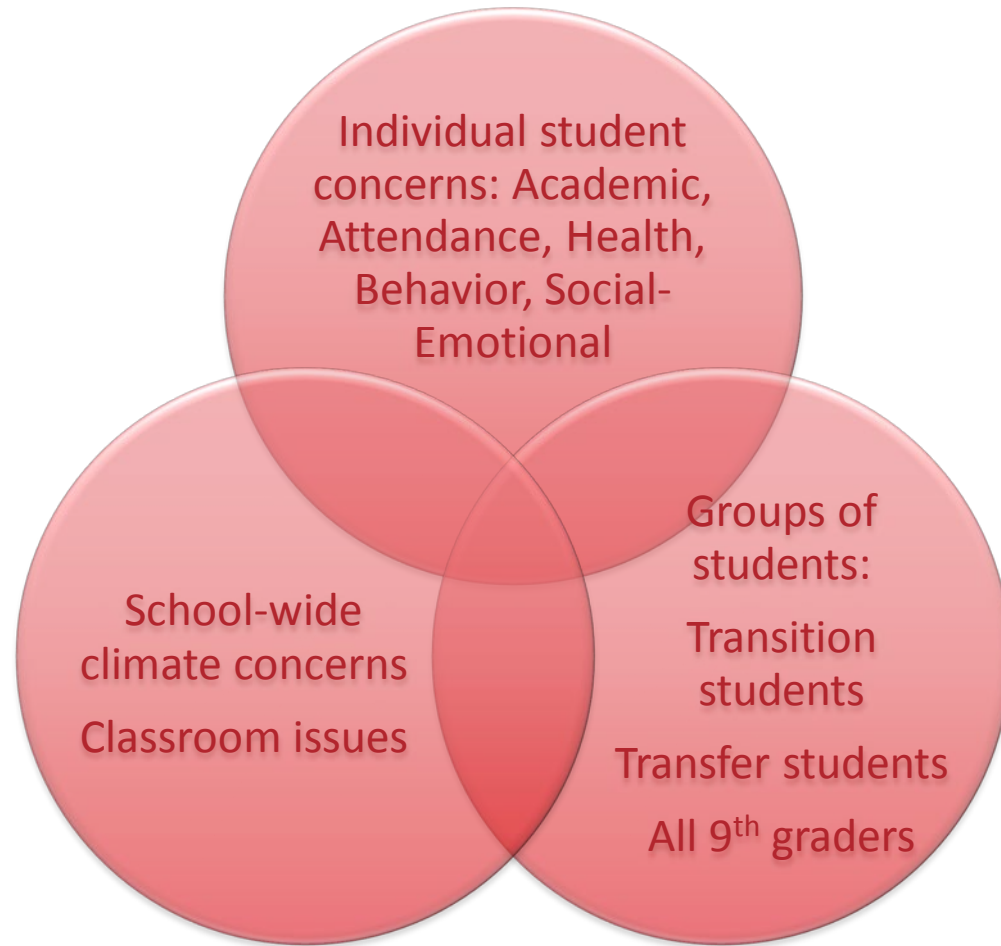 Individual student
concerns: Academic,
Attendance, Health,
Behavior, Social-
Emotional
School-wide
climate concerns
Classroom issues
Groups of
students:
Transition
students
Transfer students
All 9th graders